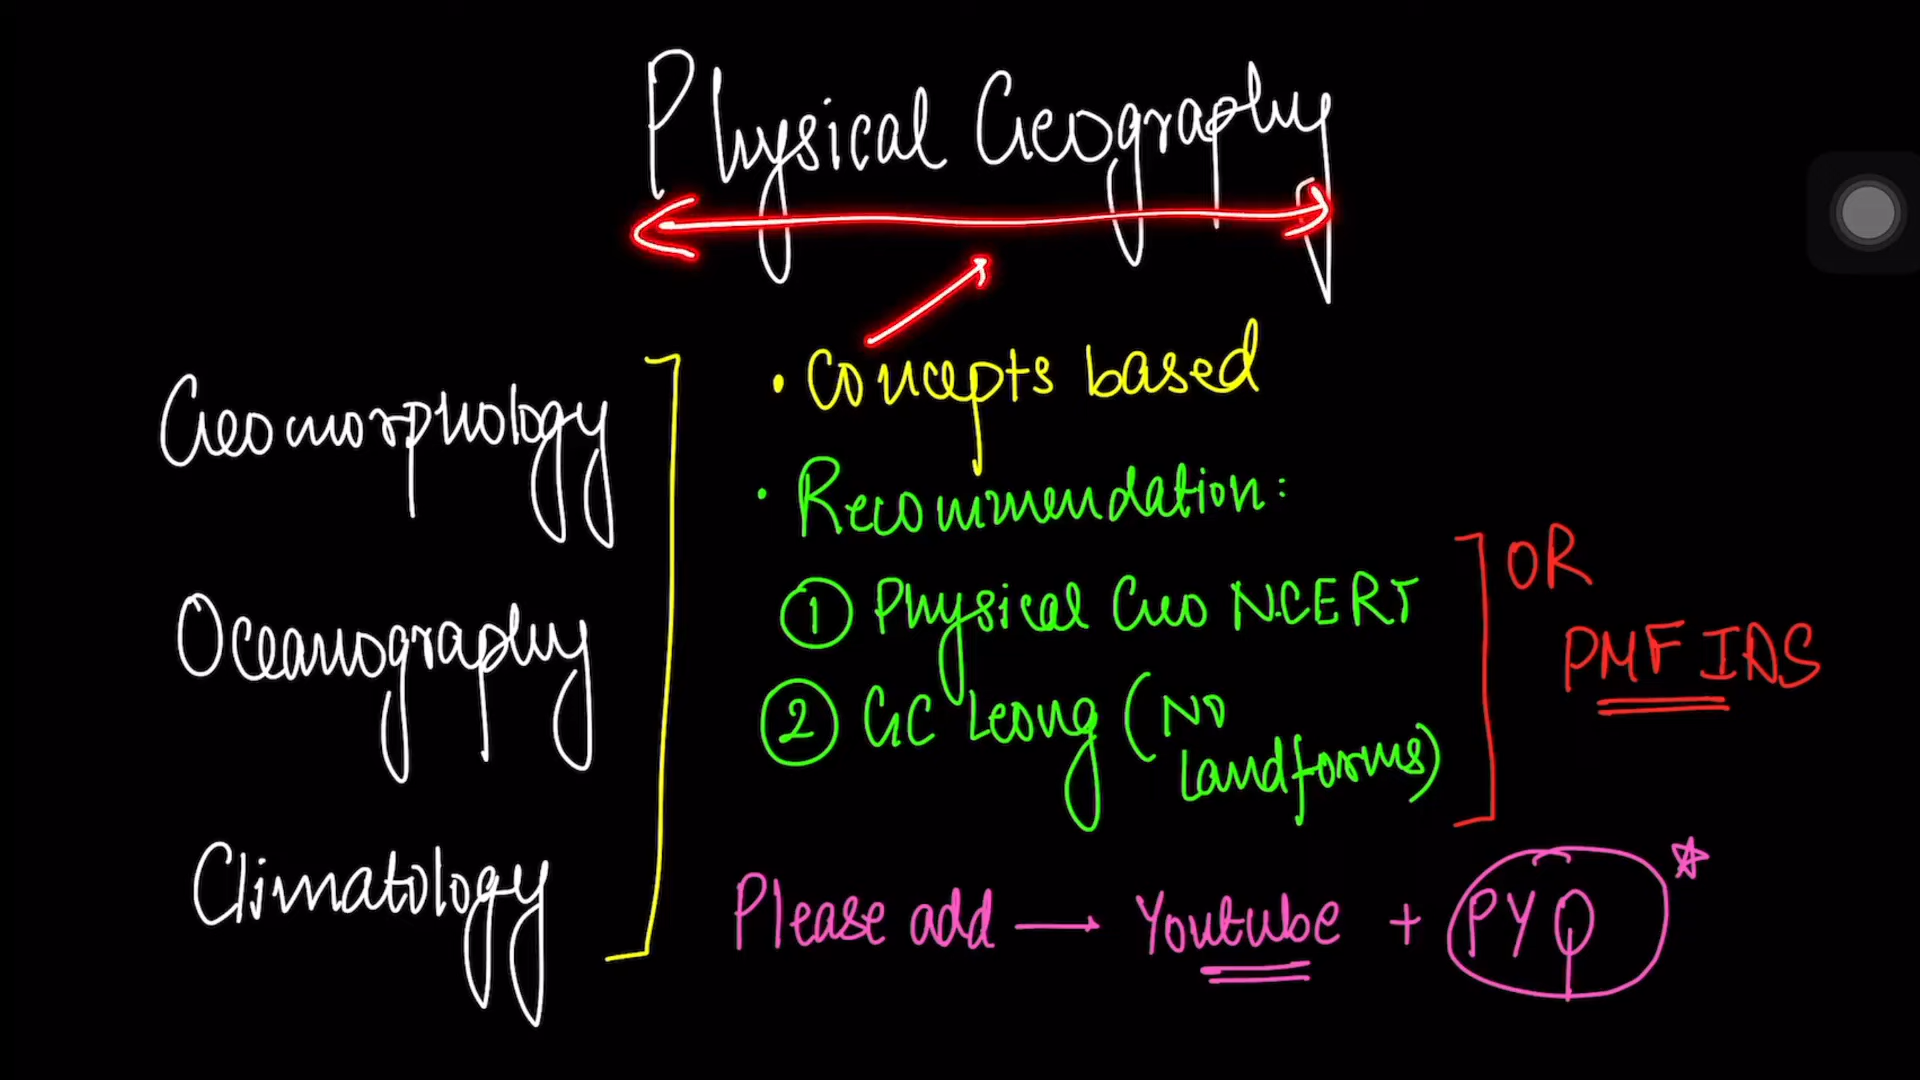 Physical Geography
Geomorphology
Oceanography
Climatology
• Concepts based
• Recommendation:
① Physical Geo NCERT
② GC Leong (No
Landforms)
OR
PMF IAS
Please add → Youtube + PYQ